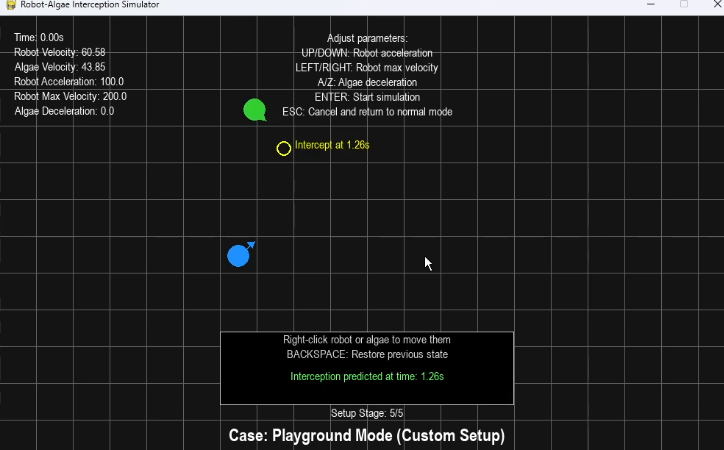 Robot-Algae Interception Simulator
Time: 0.00s
Robot Velocity: 60.58
Algae Velocity: 43.85
Robot Acceleration: 100.0
Robot Max Velocity: 200.0
Algae Deceleration: 0.0
Adjust parameters:
UP/DOWN: Robot acceleration
LEFT/RIGHT: Robot max velocity
A/Z: Algae deceleration
ENTER: Start simulation
ESC: Cancel and return to normal mode
Intercept at 1.26s
Right-click robot or algae to move them
BACKSPACE: Restore previous state
Interception predicted at time: 1.26s
Setup Stage: 5/5
Case: Playground Mode (Custom Setup)